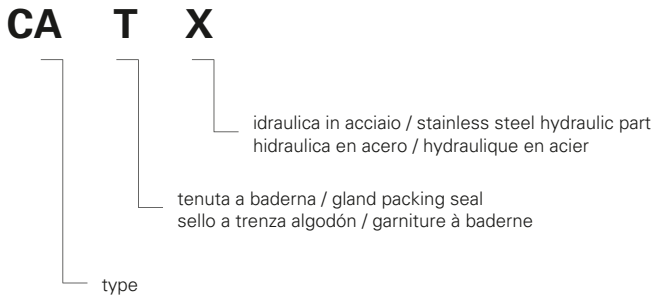 CA T X
idraulica in acciaio / stainless steel hydraulic part
hidraulica en acero / hydraulique en acier
tenuta a baderna / gland packing seal
sello a trenza algodón / garniture à baderne
type